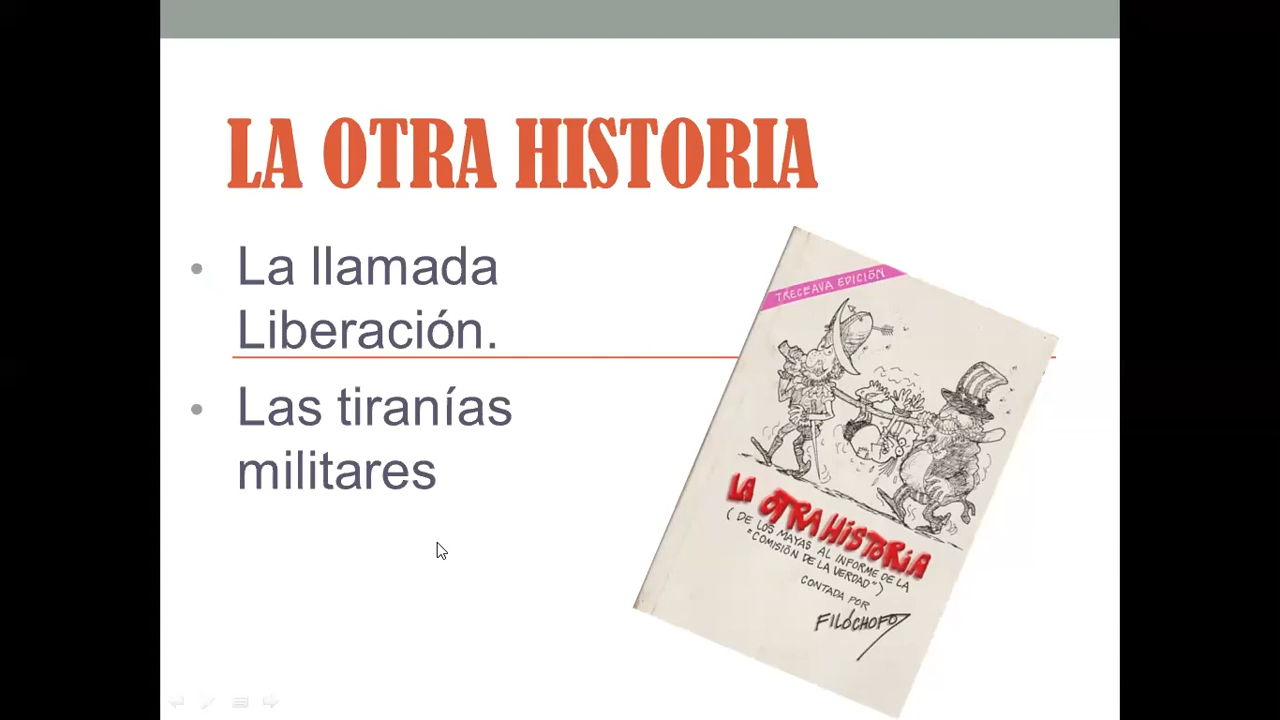 LA OTRA HISTORIA
• La llamada
Liberación.
• Las tiranías
militares
TRECEAVA EDICIÓN
LA OTRA HISTORIA
( DE LOS MAYAS AL INFORME DE LA
"COMISIÓN DE LA VERDAD")
CONTADA POR
FILÓCHOFO